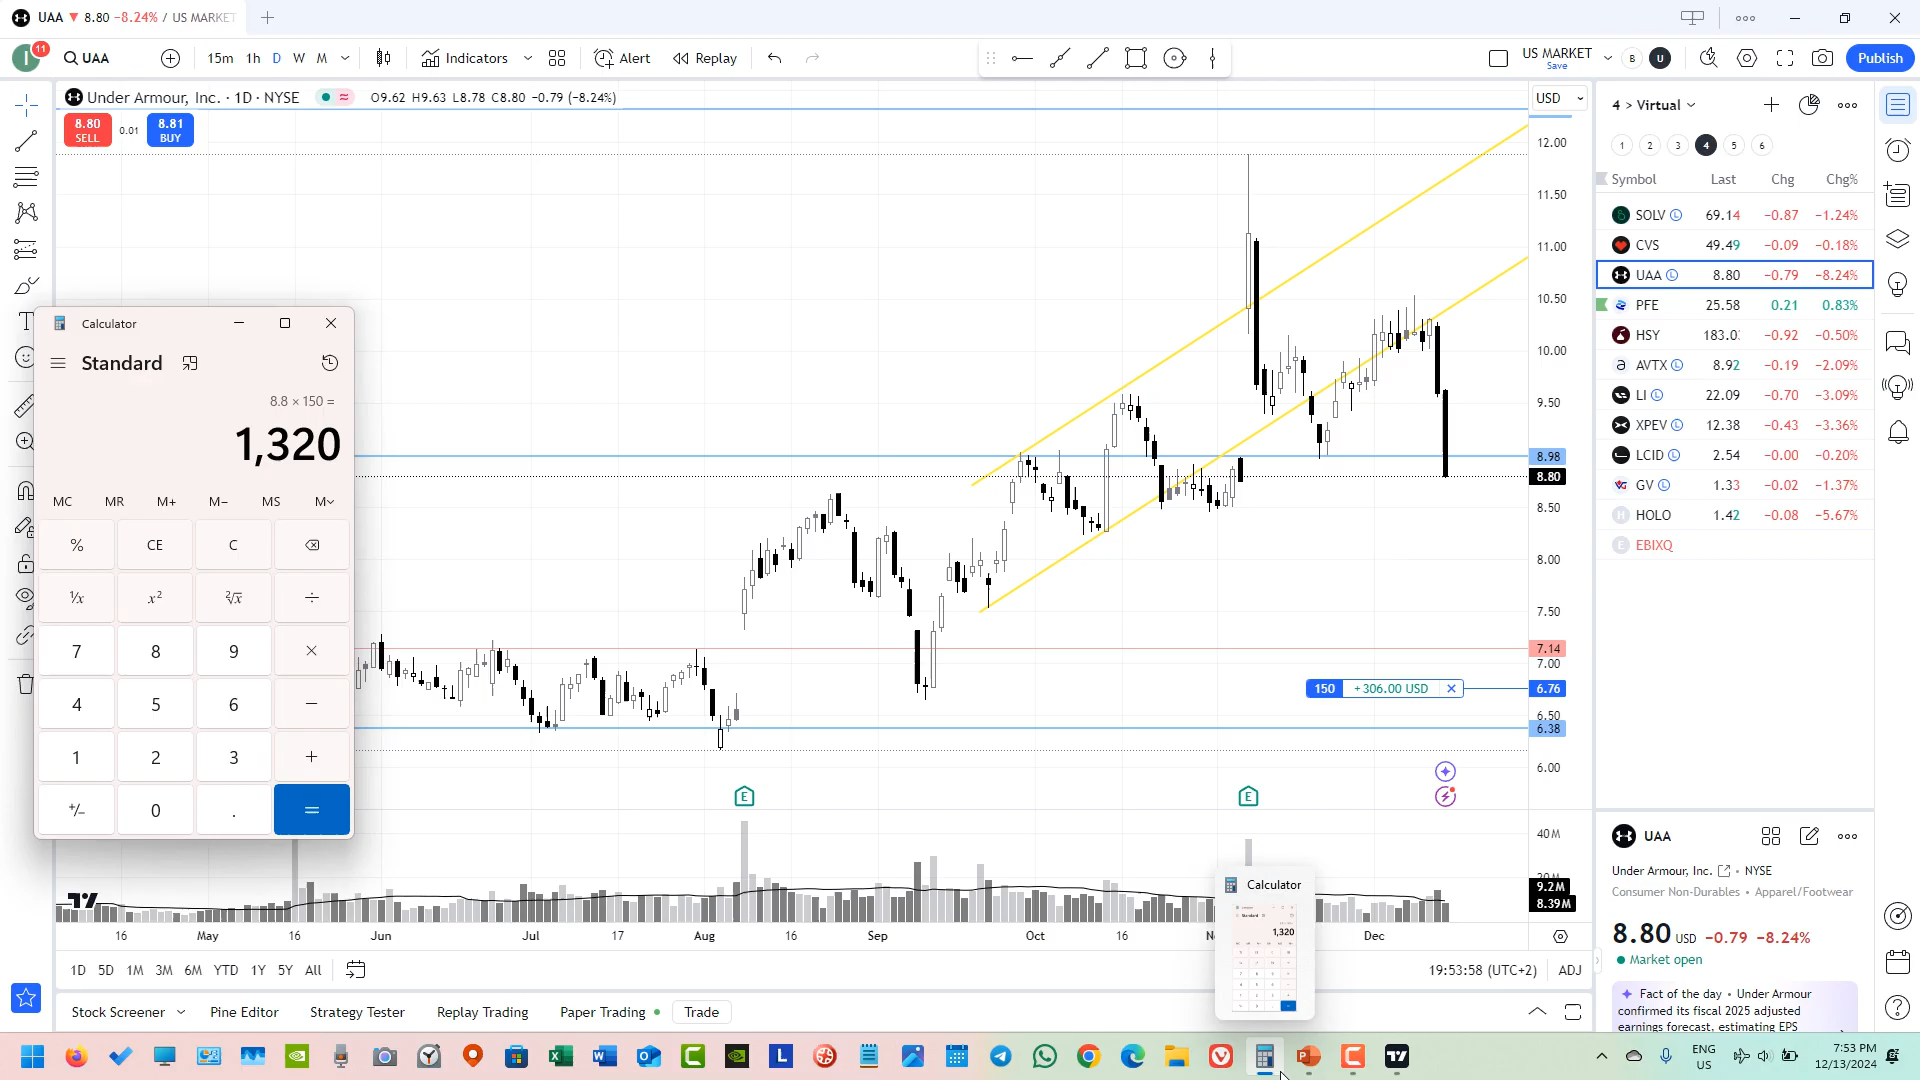 UAA ▼ 8.80 −8.24% / US MARKET
11
UAA 15m 1h D W M Indicators Alert Replay
US MARKET
Save
B U Publish
Under Armour, Inc. · 1D · NYSE O9.62 H9.63 L8.78 C8.80 −0.79 (−8.24%)
8.80
SELL
0.01
8.81
BUY
USD
12.00
11.50
11.00
10.50
10.00
9.50
8.98
8.80
8.50
8.00
7.50
7.14
7.00
150 +306.00 USD
6.76
6.50
6.38
6.00
E E
40M
9.2M
8.39M
16 May 16 Jun Jul 17 Aug 16 Sep Oct 16 Dec
1D 5D 1M 3M 6M YTD 1Y 5Y All
19:53:58 (UTC+2) ADJ
Stock Screener Pine Editor Strategy Tester Replay Trading Paper Trading Trade
Calculator
Standard
8.8 × 150 =
1,320
MC MR M+ M− MS M
% CE C
1/x x² ²√x ÷
7 8 9 ×
4 5 6 −
1 2 3 +
+/− 0 . =
Calculator
Standard
1,320
4 > Virtual
1 2 3 4 5 6
Symbol Last Chg Chg%
SOLV L 69.14 −0.87 −1.24%
CVS 49.49 −0.09 −0.18%
UAA L 8.80 −0.79 −8.24%
PFE 25.58 0.21 0.83%
HSY 183.0 −0.92 −0.50%
AVTX L 8.92 −0.19 −2.09%
LI L 22.09 −0.70 −3.09%
XPEV L 12.38 −0.43 −3.36%
LCID L 2.54 −0.00 −0.20%
GV L 1.33 −0.02 −1.37%
H HOLO 1.42 −0.08 −5.67%
E EBIXQ
UAA
Under Armour, Inc. • NYSE
Consumer Non-Durables • Apparel/Footwear
8.80 USD −0.79 −8.24%
Market open
Fact of the day • Under Armour
confirmed its fiscal 2025 adjusted
earnings forecast, estimating EPS
ENG
US
7:53 PM
12/13/2024